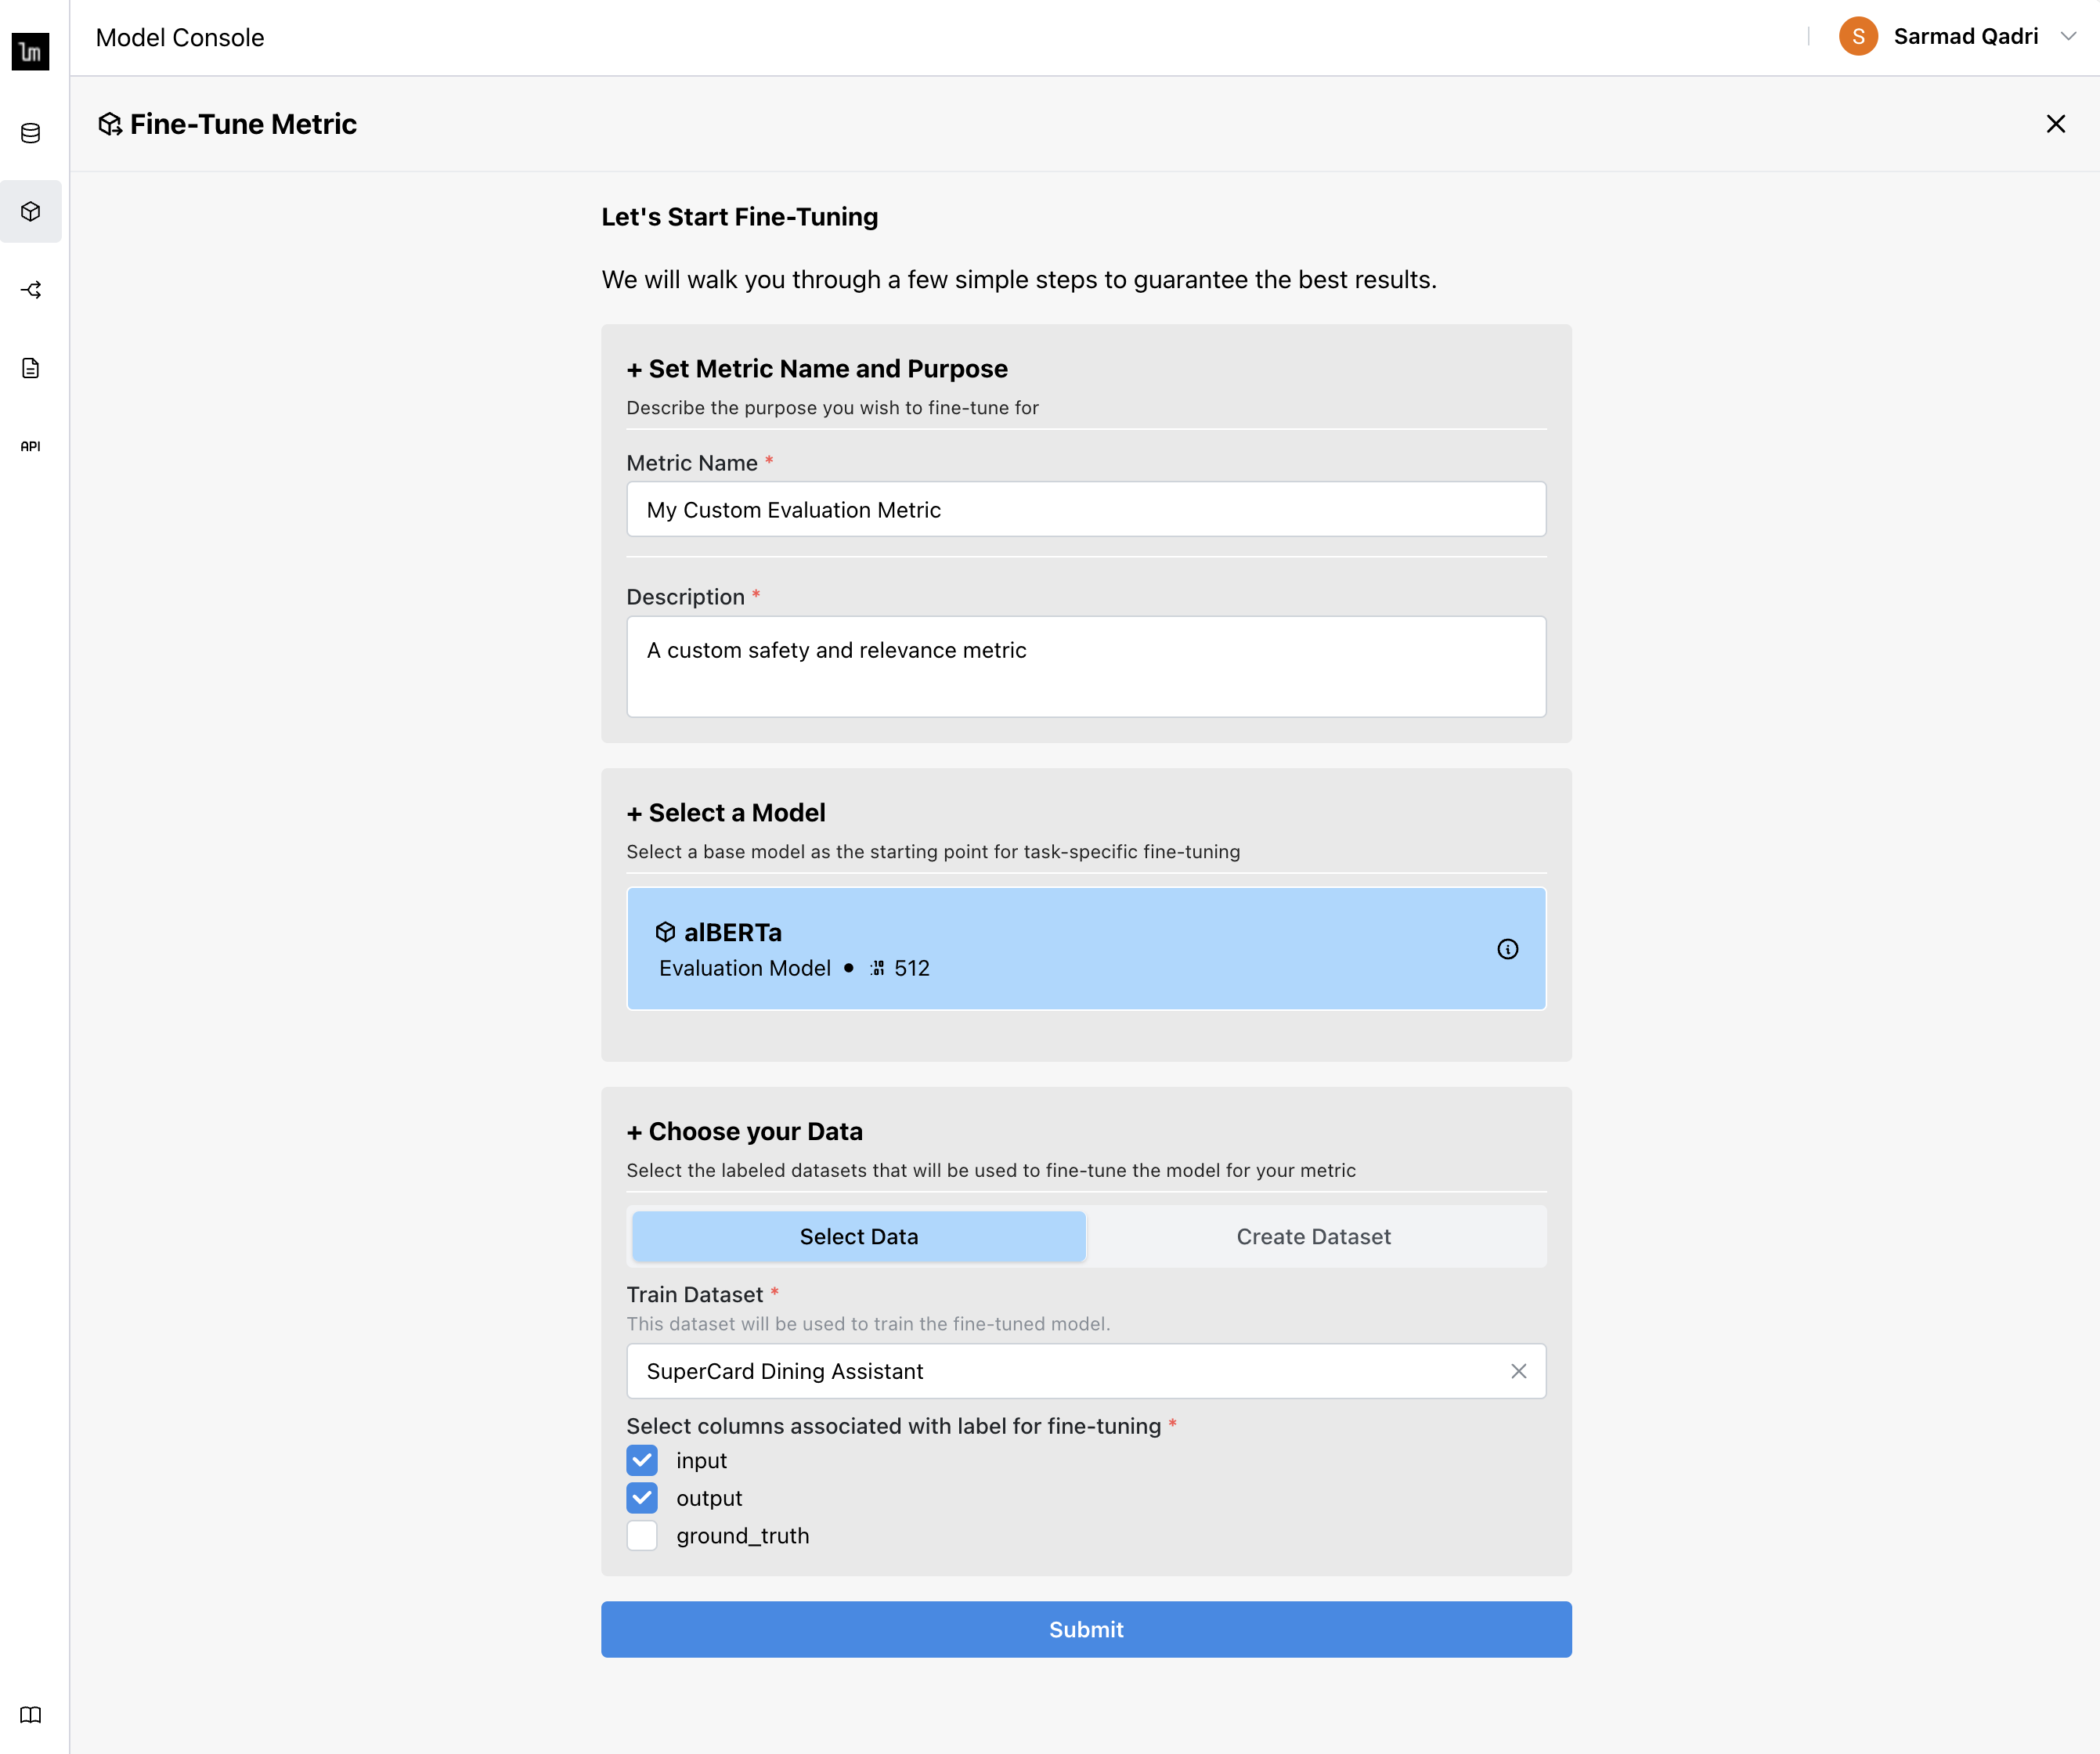 lm
Model Console
S
Sarmad Qadri
Fine-Tune Metric
API
Let's Start Fine-Tuning
We will walk you through a few simple steps to guarantee the best results.
+ Set Metric Name and Purpose
Describe the purpose you wish to fine-tune for
Metric Name *
My Custom Evaluation Metric
Description *
A custom safety and relevance metric
+ Select a Model
Select a base model as the starting point for task-specific fine-tuning
alBERTa
Evaluation Model • 512
+ Choose your Data
Select the labeled datasets that will be used to fine-tune the model for your metric
Select Data
Create Dataset
Train Dataset *
This dataset will be used to train the fine-tuned model.
SuperCard Dining Assistant
Select columns associated with label for fine-tuning *
input
output
ground_truth
Submit